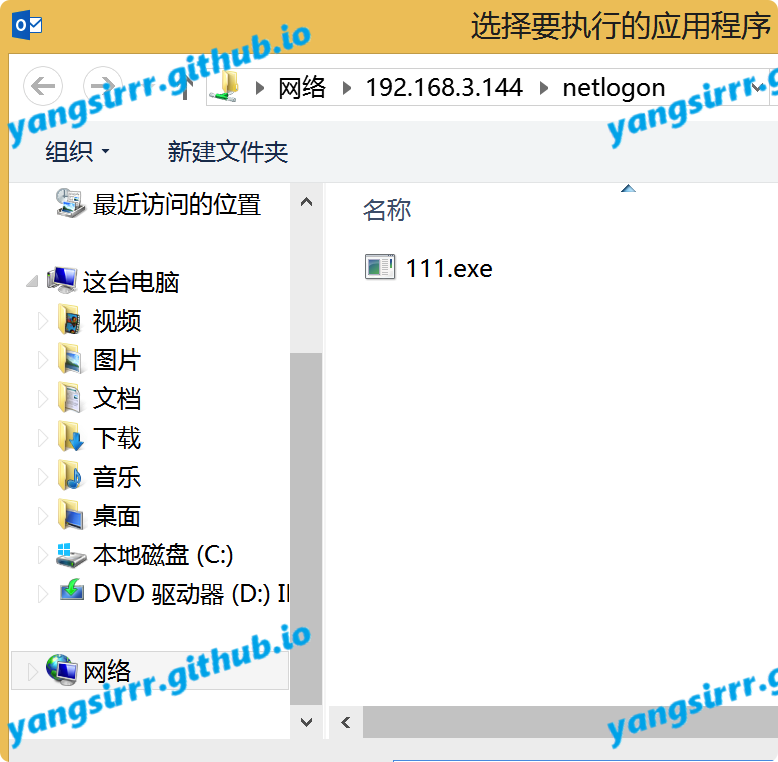 选择要执行的应用程序
网络 192.168.3.144 netlogon
组织 新建文件夹
最近访问的位置
名称
111.exe
这台电脑
视频
图片
文档
下载
音乐
桌面
本地磁盘 (C:)
DVD 驱动器 (D:) I
网络
yangsirrr.github.io
yangsirrr.g
yangsirrr.github.io
yangsirrr.g